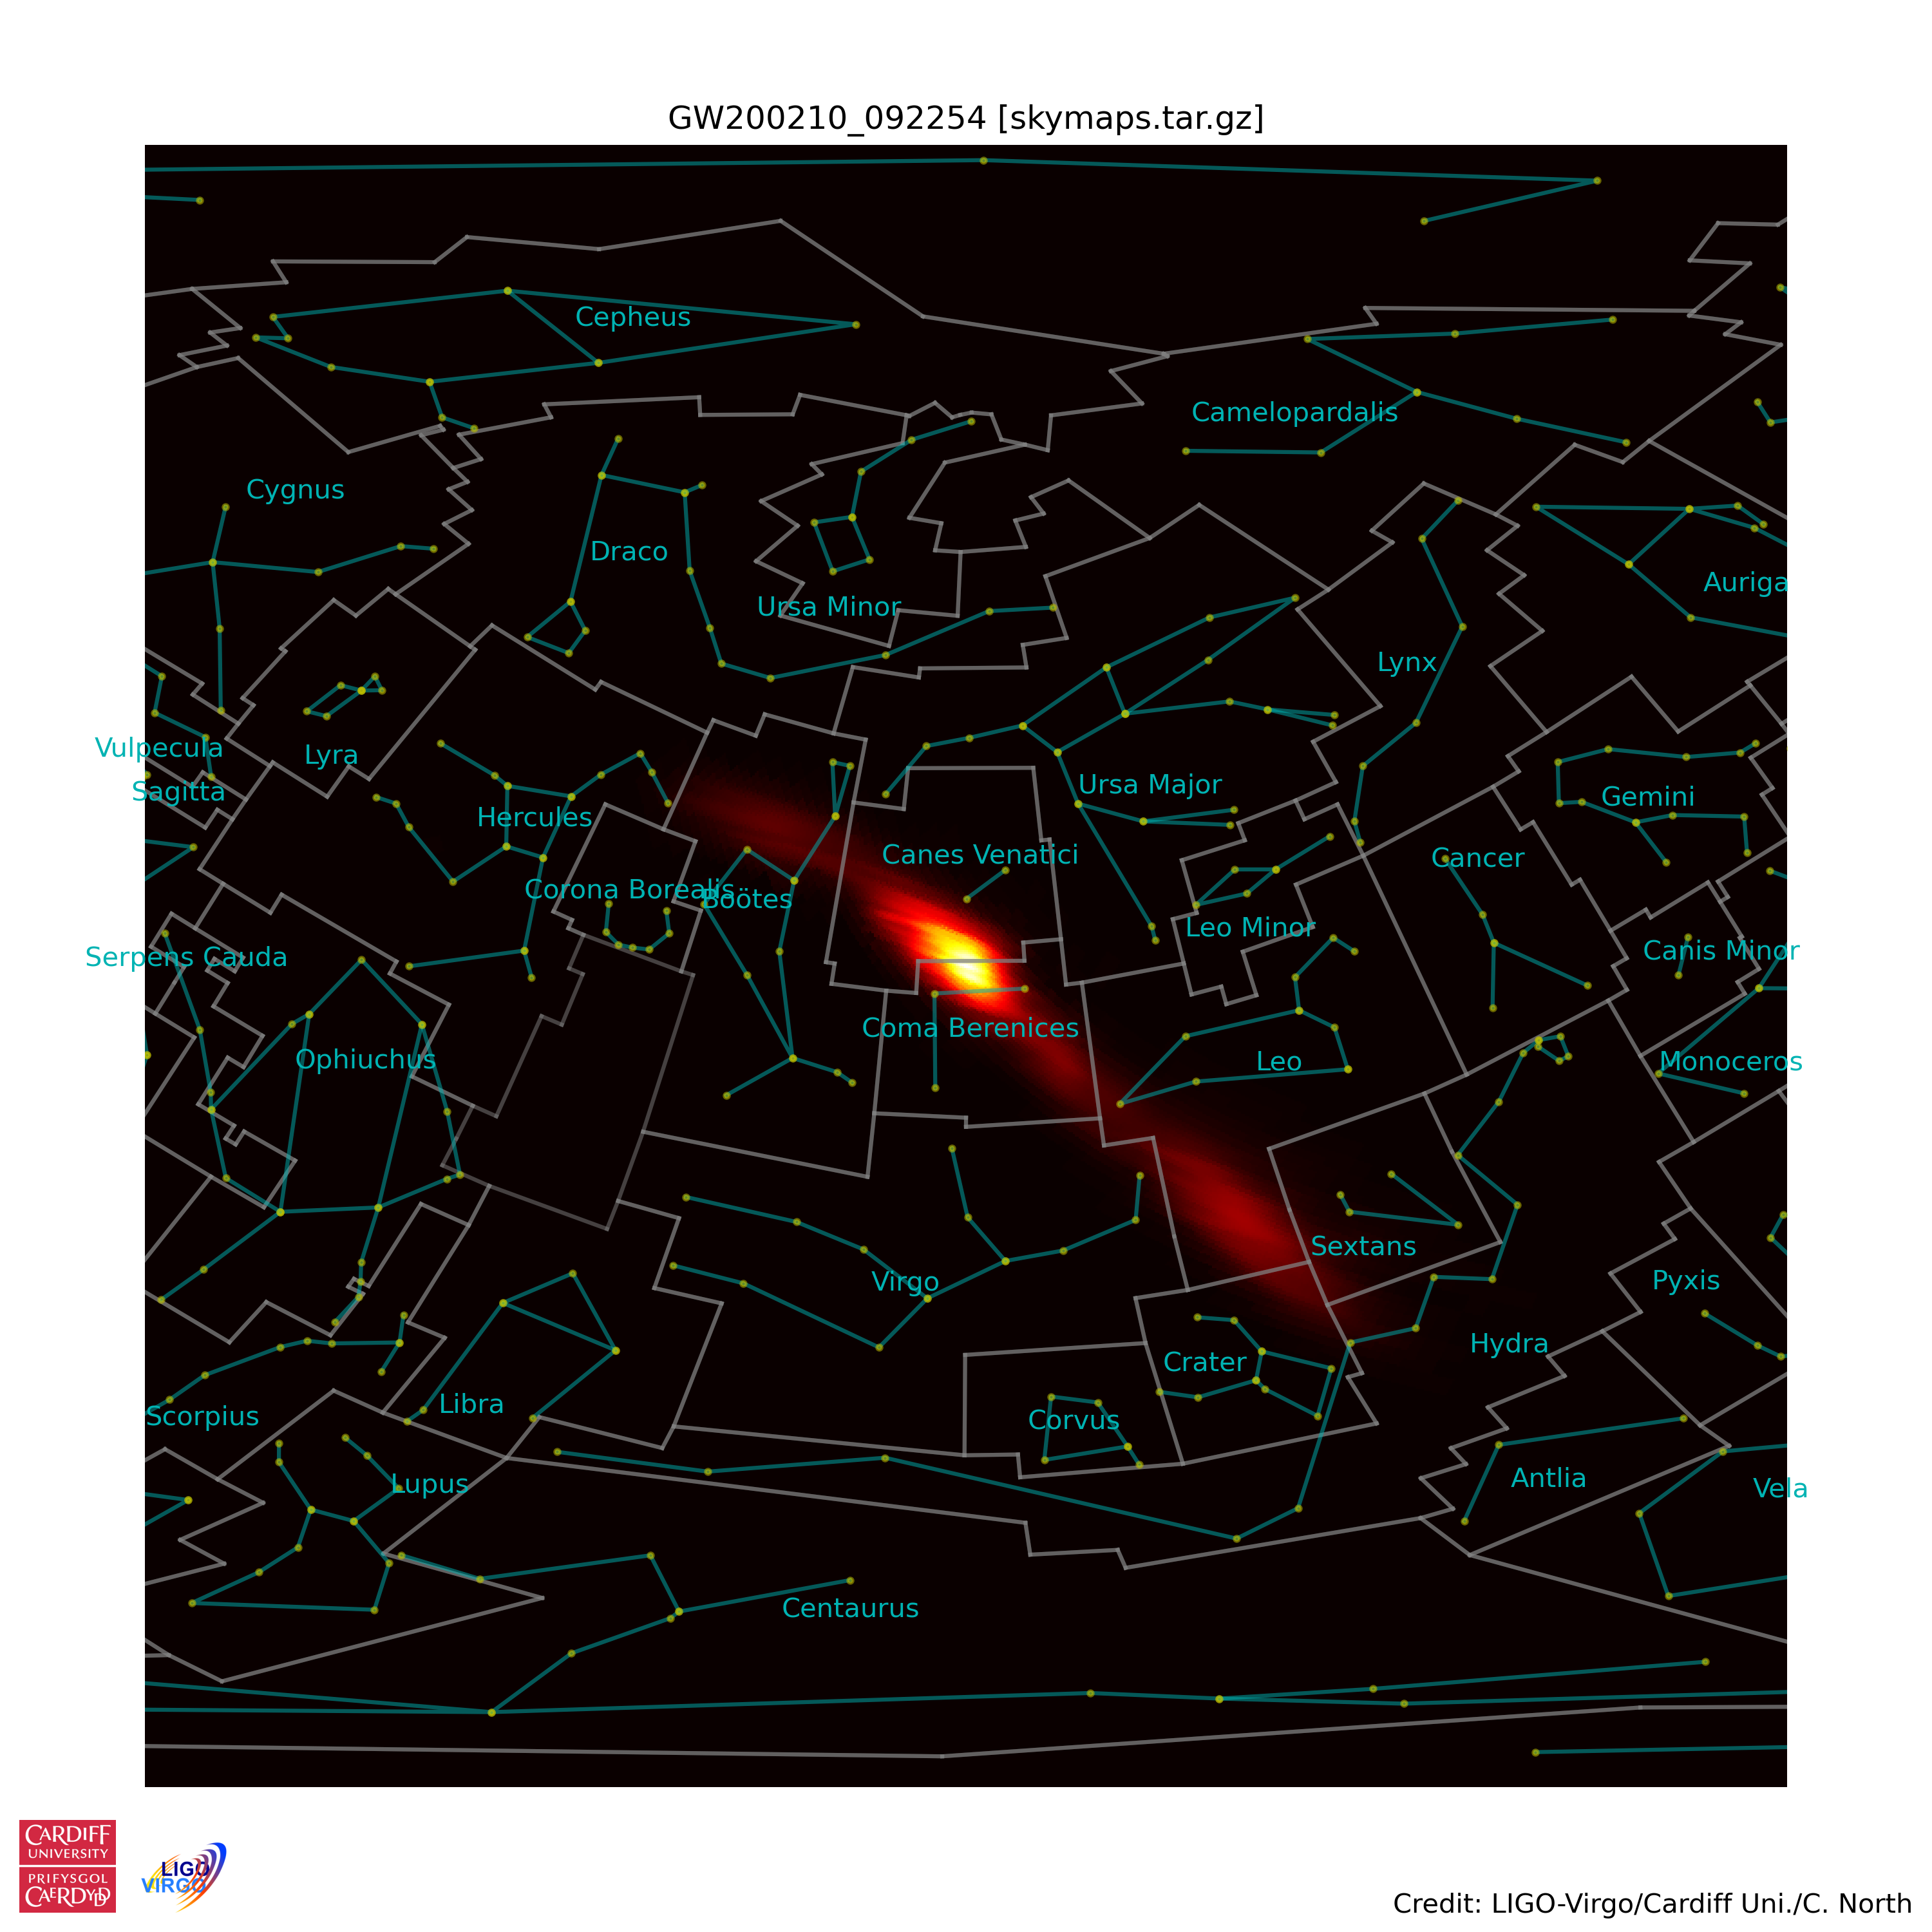 GW200210_092254 [skymaps.tar.gz]
Cepheus
Camelopardalis
Cygnus
Draco
Auriga
Ursa Minor
Lynx
Vulpecula
Lyra
Ursa Major
Sagitta
Gemini
Hercules
Canes Venatici
Cancer
Corona Borealis
Boötes
Leo Minor
Serpens Cauda
Canis Minor
Coma Berenices
Ophiuchus
Leo
Monoceros
Sextans
Virgo
Pyxis
Hydra
Crater
Libra
Scorpius
Corvus
Antlia
Lupus
Vela
Centaurus
CARDIFF
UNIVERSITY
PRIFYSGOL
CAERDYDD
LIGO
VIRGO
Credit: LIGO-Virgo/Cardiff Uni./C. North